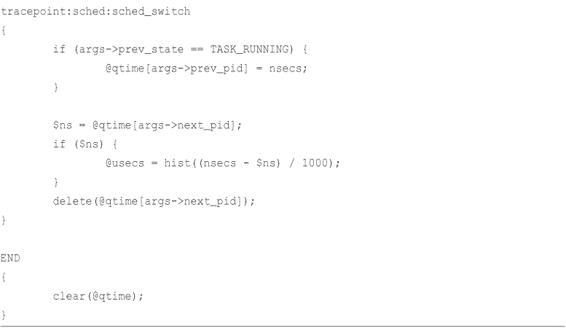 tracepoint:sched:sched_switch
{
        if (args->prev_state == TASK_RUNNING) {
                @qtime[args->prev_pid] = nsecs;
        }

        $ns = @qtime[args->next_pid];
        if ($ns) {
                @usecs = hist((nsecs - $ns) / 1000);
        }
        delete(@qtime[args->next_pid]);
}

END
{
        clear(@qtime);
}